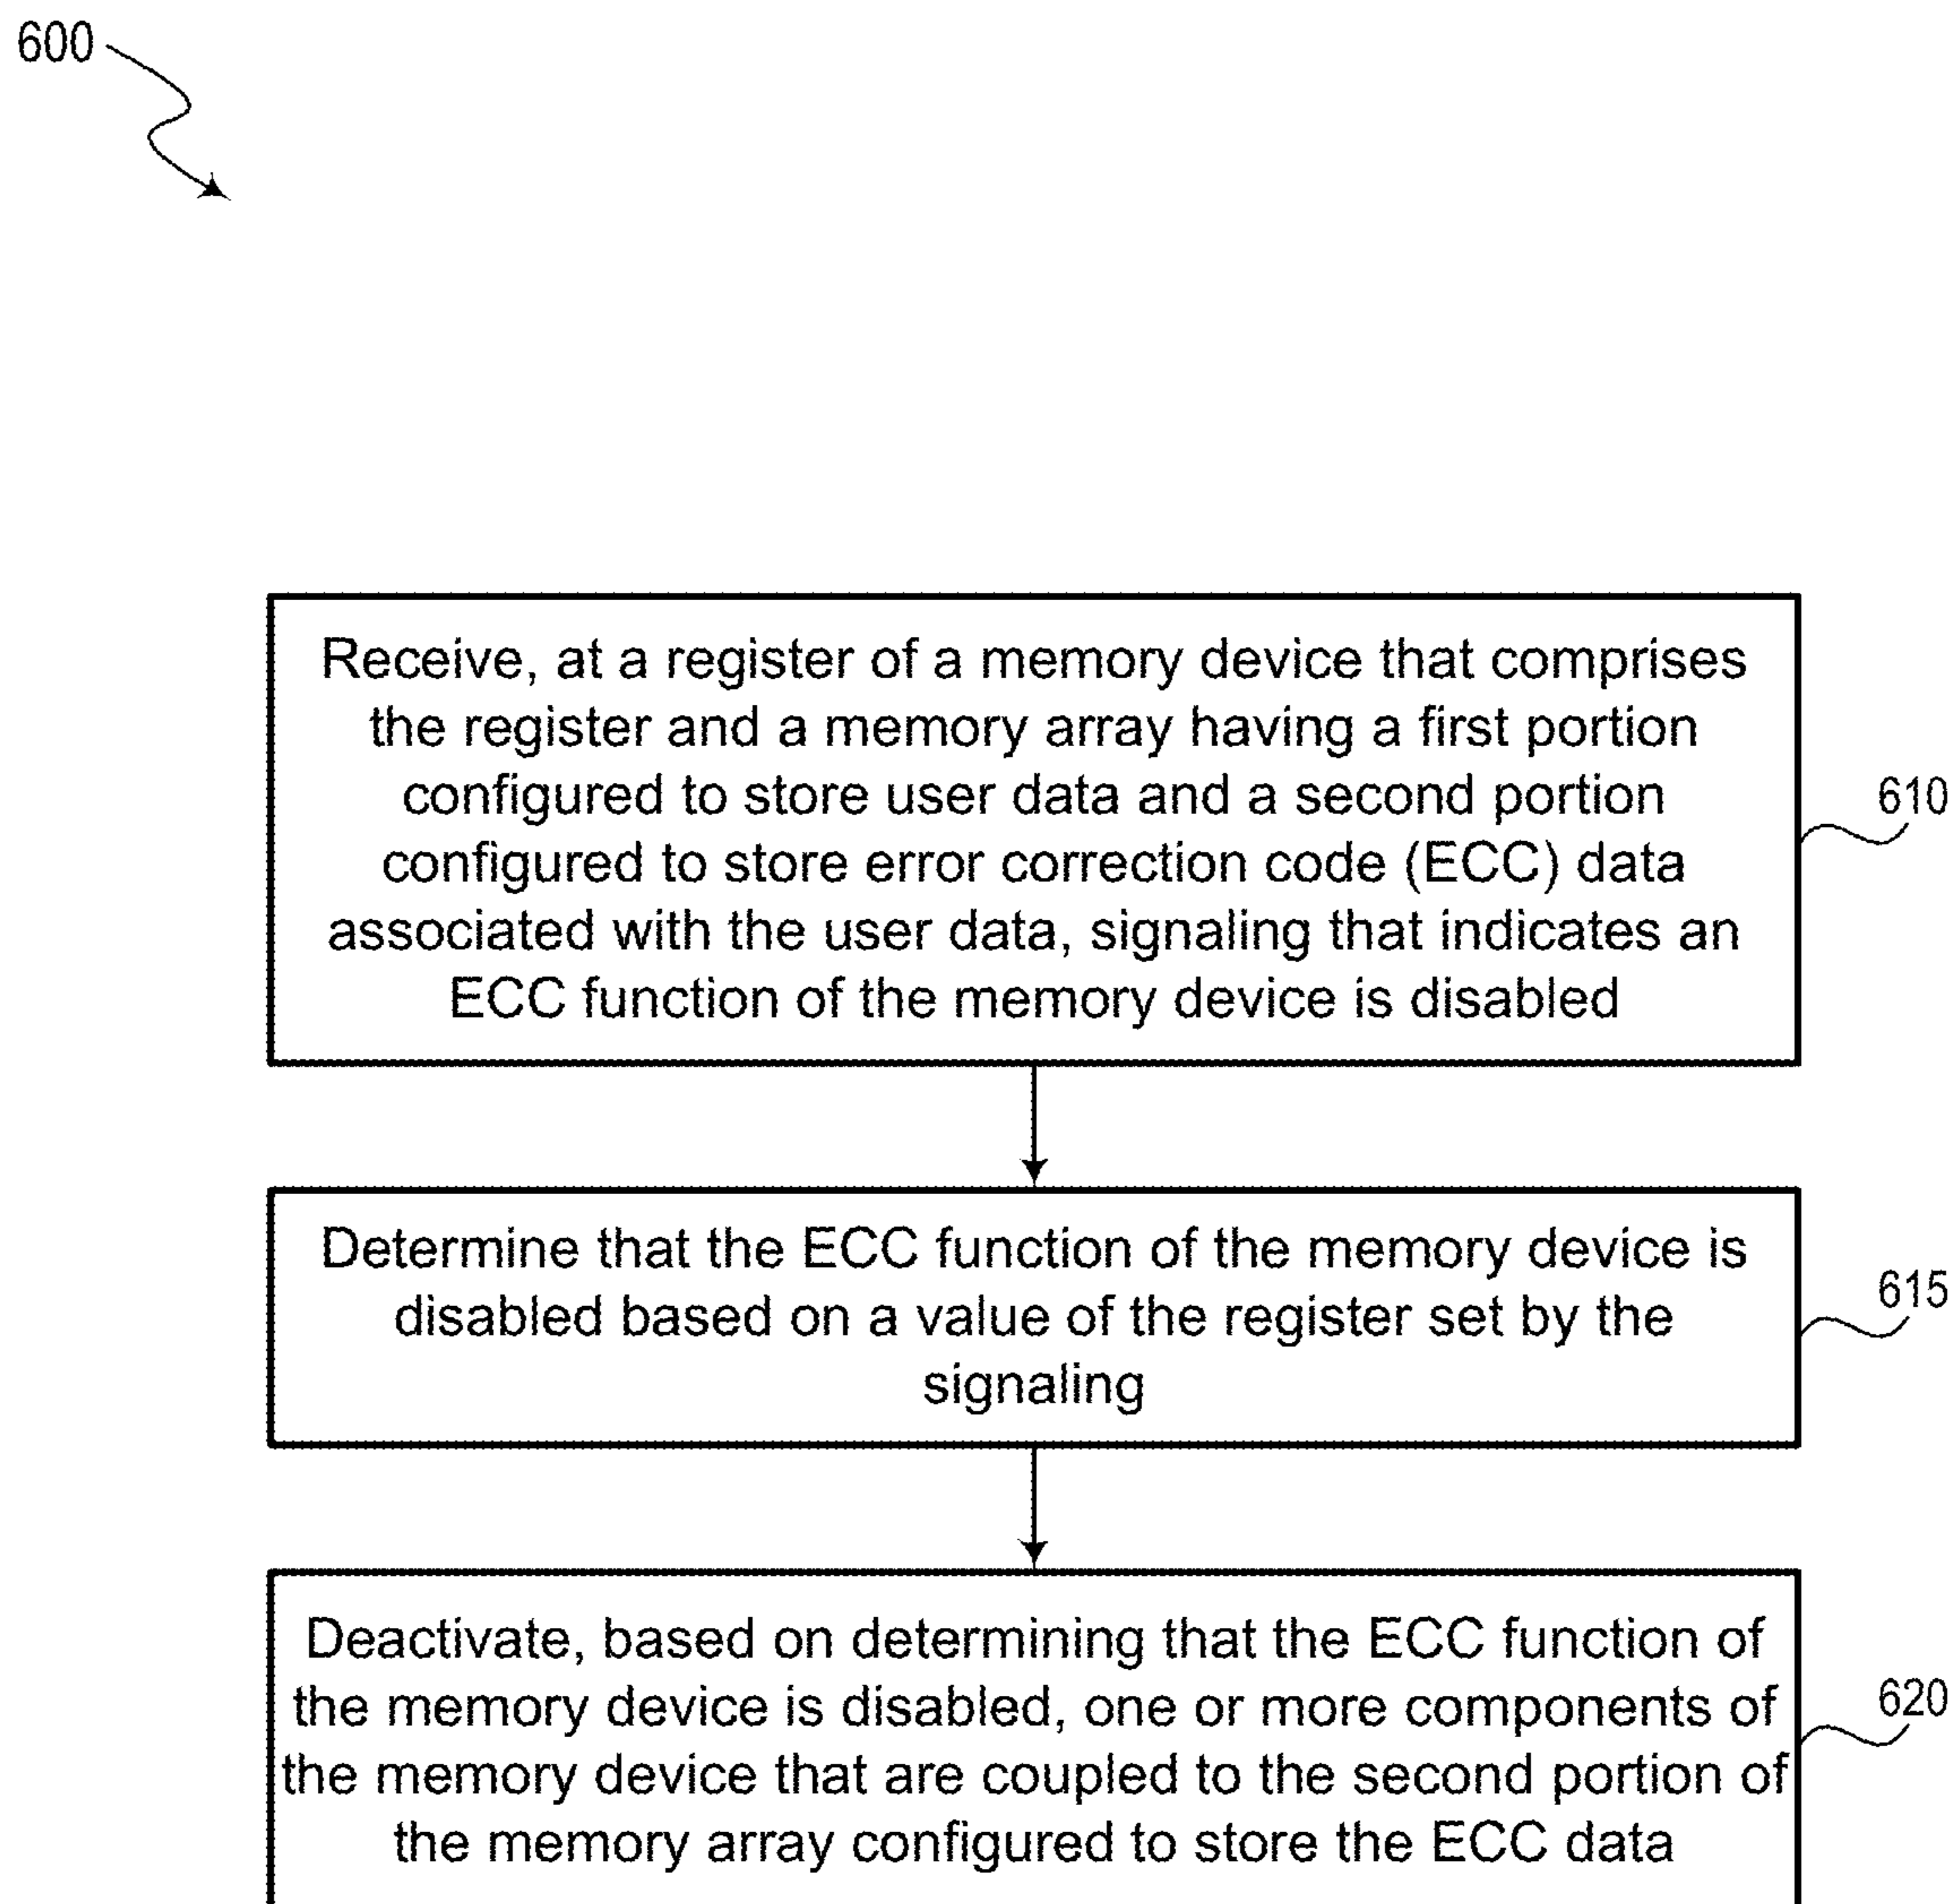 600
Receive, at a register of a memory device that comprises
the register and a memory array having a first portion
configured to store user data and a second portion
configured to store error correction code (ECC) data
associated with the user data, signaling that indicates an
ECC function of the memory device is disabled
610
Determine that the ECC function of the memory device is
disabled based on a value of the register set by the
signaling
615
Deactivate, based on determining that the ECC function of
the memory device is disabled, one or more components of
the memory device that are coupled to the second portion of
the memory array configured to store the ECC data
620